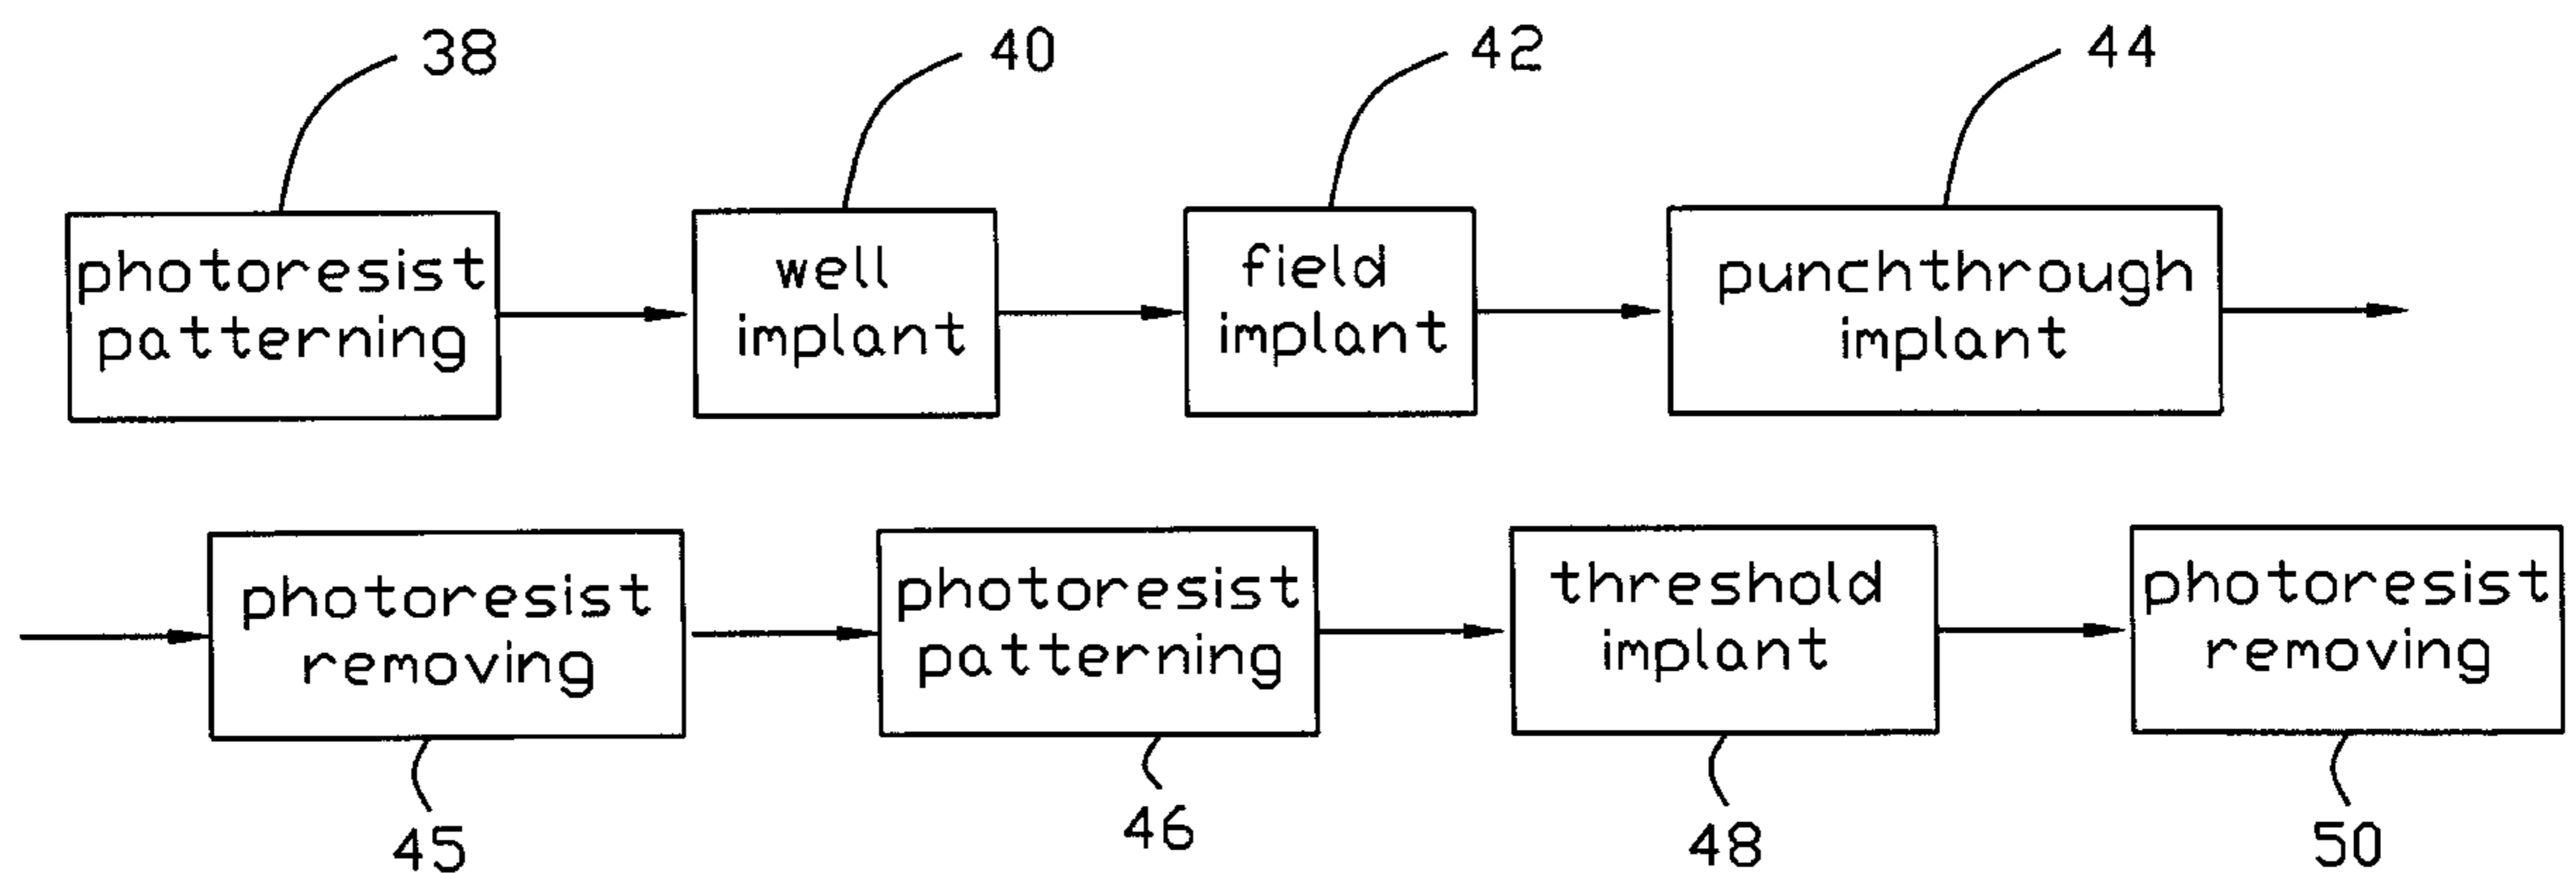 38
40
42
44
photoresist
patterning
well
implant
field
implant
punchthrough
implant
photoresist
removing
photoresist
patterning
threshold
implant
photoresist
removing
45
46
48
50